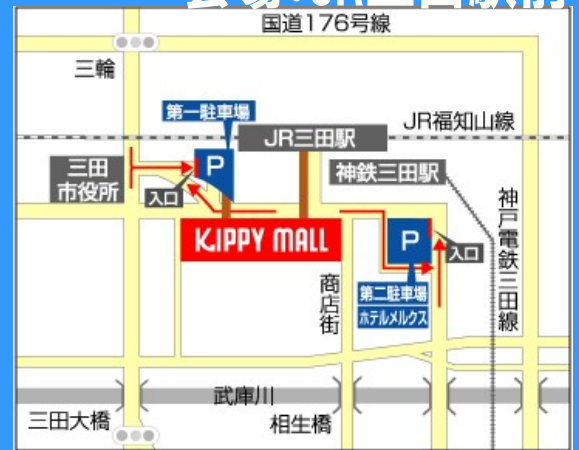 国道176号線
三輪
第一駐車場
JR福知山線
JR三田駅
P
三田
市役所
神鉄三田駅
入口
神戸電鉄三田線
KIPPY MALL
P
入口
商店街
第二駐車場
ホテルメルクス
武庫川
三田大橋
相生橋